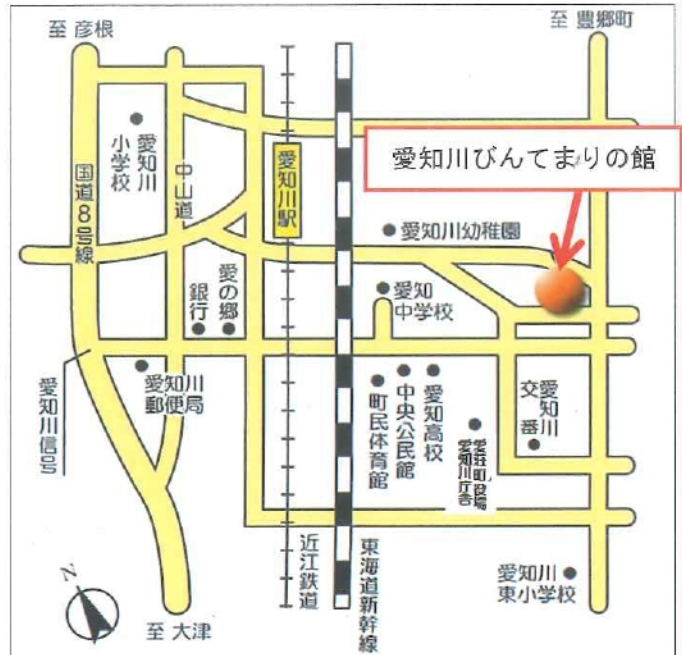 至 彦根
至 豊郷町
愛知川
小学校
国道8号線
中山道
愛知川駅
愛知川びんてまりの館
愛知川幼稚園
愛の郷
銀行
愛知
中学校
愛知川信号
愛知川
郵便局
町民体育館
中央公民館
愛知高校
愛荘町役場
愛知川庁舎
愛知川
交番
近江鉄道
東海道新幹線
愛知川
東小学校
N
至 大津